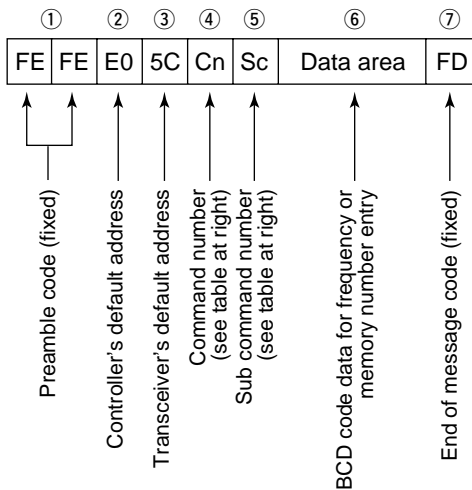 ① ② ③ ④ ⑤ ⑥ ⑦
FE FE E0 5C Cn Sc Data area FD
Preamble code (fixed)
Controller's default address
Transceiver's default address
Command number
(see table at right)
Sub command number
(see table at right)
BCD code data for frequency or
memory number entry
End of message code (fixed)